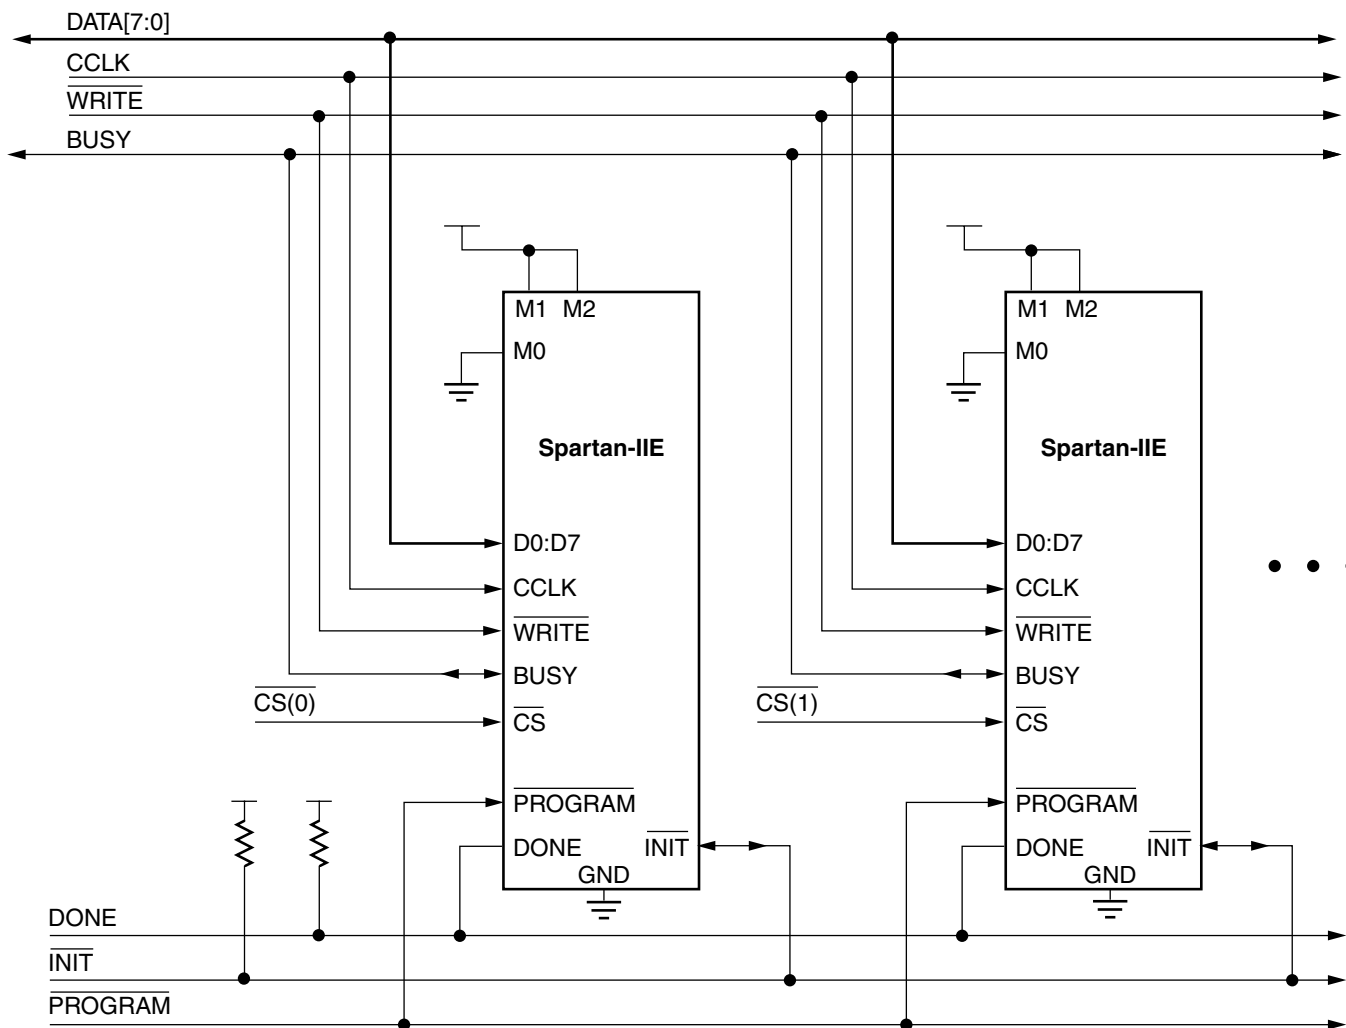 DATA[7:0]
CCLK
WRITE
BUSY
M1 M2
M0
Spartan-IIE
D0:D7
CCLK
WRITE
BUSY
CS(0)
CS
PROGRAM
DONE INIT
GND
M1 M2
M0
Spartan-IIE
D0:D7
CCLK
WRITE
BUSY
CS(1)
CS
PROGRAM
DONE INIT
GND
DONE
INIT
PROGRAM